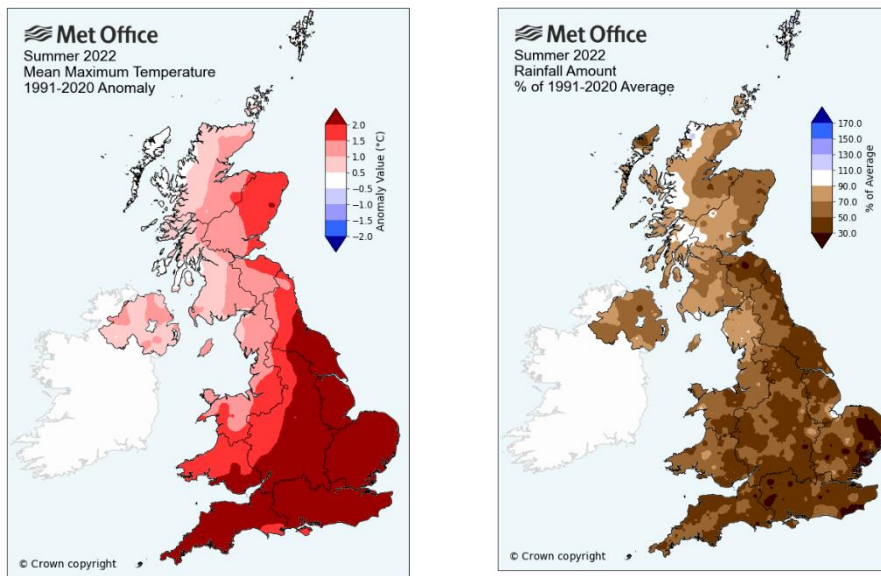 Met Office
Summer 2022
Mean Maximum Temperature
1991-2020 Anomaly
2.0
1.5
1.0
0.5
−0.5
−1.0
−1.5
−2.0
Anomaly Value (°C)
© Crown copyright
Met Office
Summer 2022
Rainfall Amount
% of 1991-2020 Average
170.0
150.0
130.0
110.0
90.0
70.0
50.0
30.0
% of Average
© Crown copyright